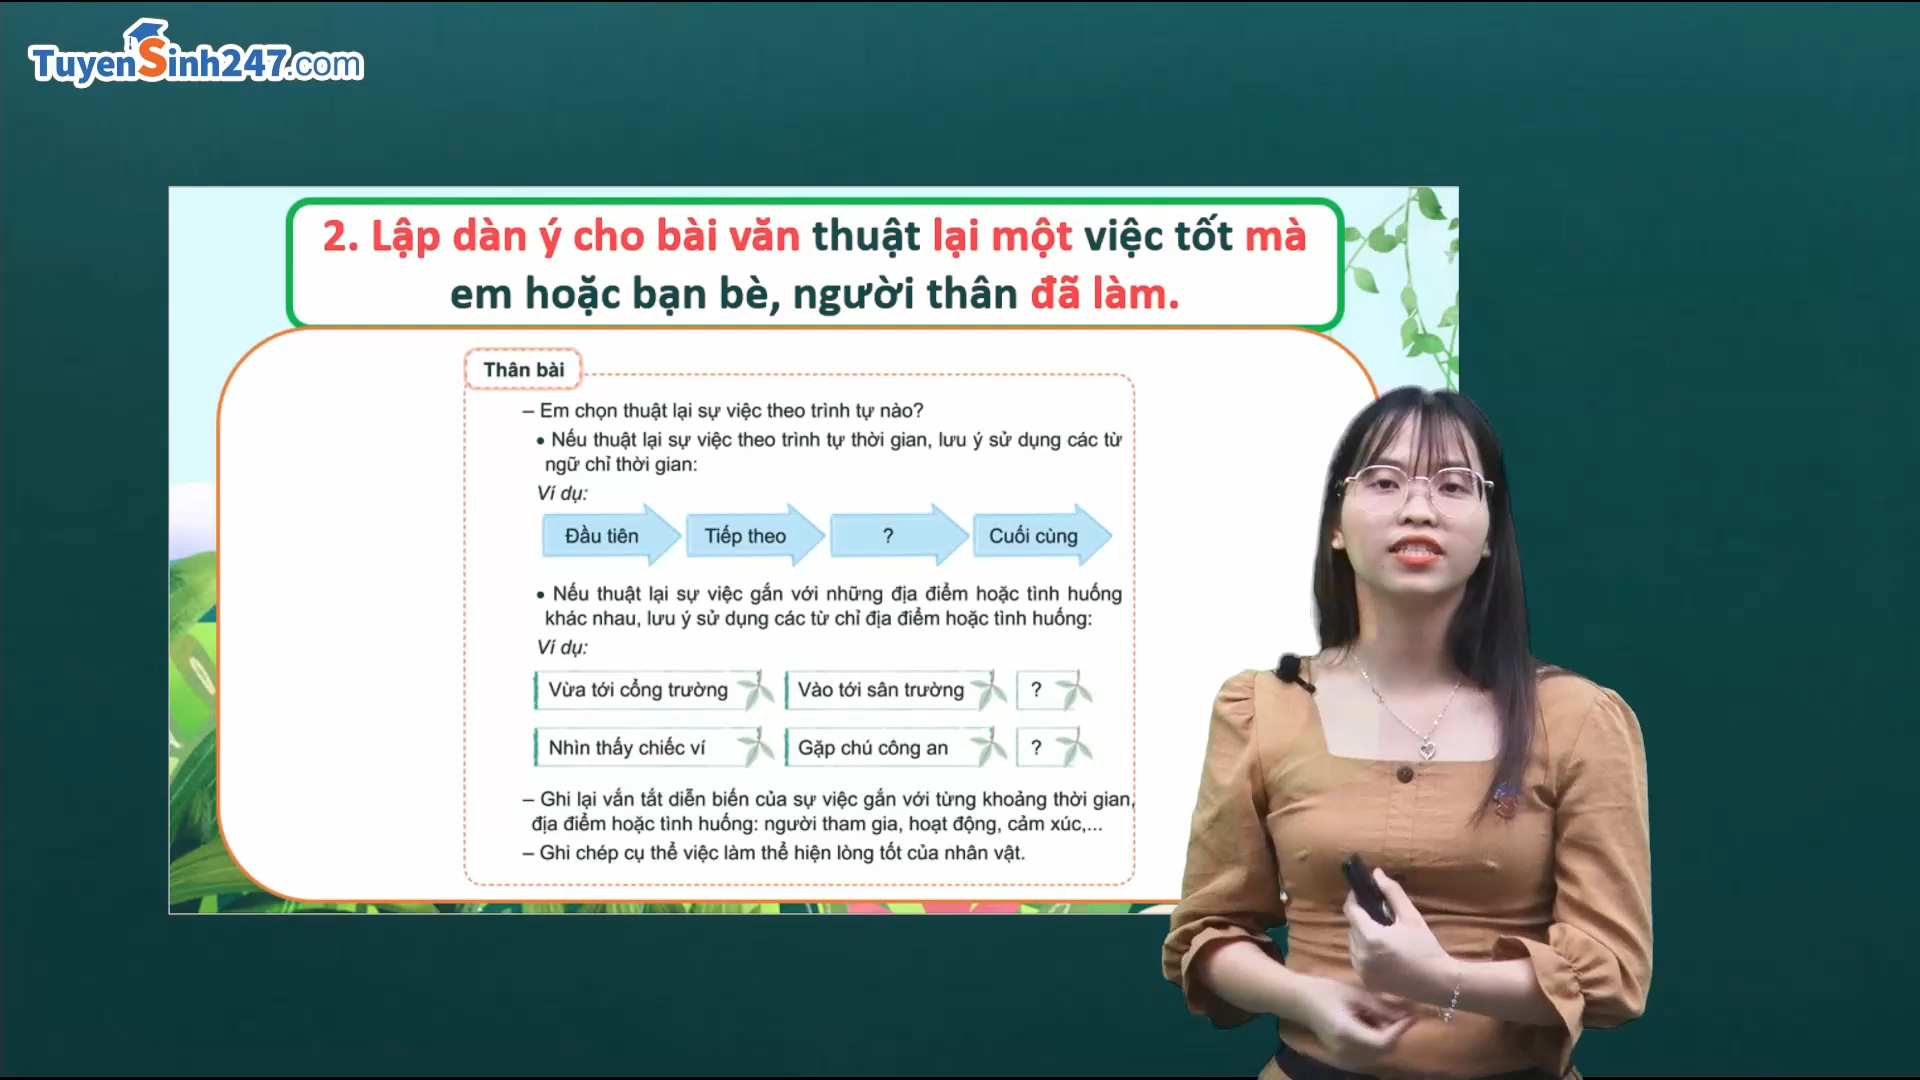 TuyenSinh247.com
2. Lập dàn ý cho bài văn thuật lại một việc tốt mà
em hoặc bạn bè, người thân đã làm.
Thân bài
– Em chọn thuật lại sự việc theo trình tự nào?
• Nếu thuật lại sự việc theo trình tự thời gian, lưu ý sử dụng các từ
ngữ chỉ thời gian:
Ví dụ:
Đầu tiên Tiếp theo ? Cuối cùng
• Nếu thuật lại sự việc gắn với những địa điểm hoặc tình huống
khác nhau, lưu ý sử dụng các từ chỉ địa điểm hoặc tình huống:
Ví dụ:
Vừa tới cổng trường Vào tới sân trường ?
Nhìn thấy chiếc ví Gặp chú công an ?
– Ghi lại vắn tắt diễn biến của sự việc gắn với từng khoảng thời gian,
địa điểm hoặc tình huống: người tham gia, hoạt động, cảm xúc,...
– Ghi chép cụ thể việc làm thể hiện lòng tốt của nhân vật.